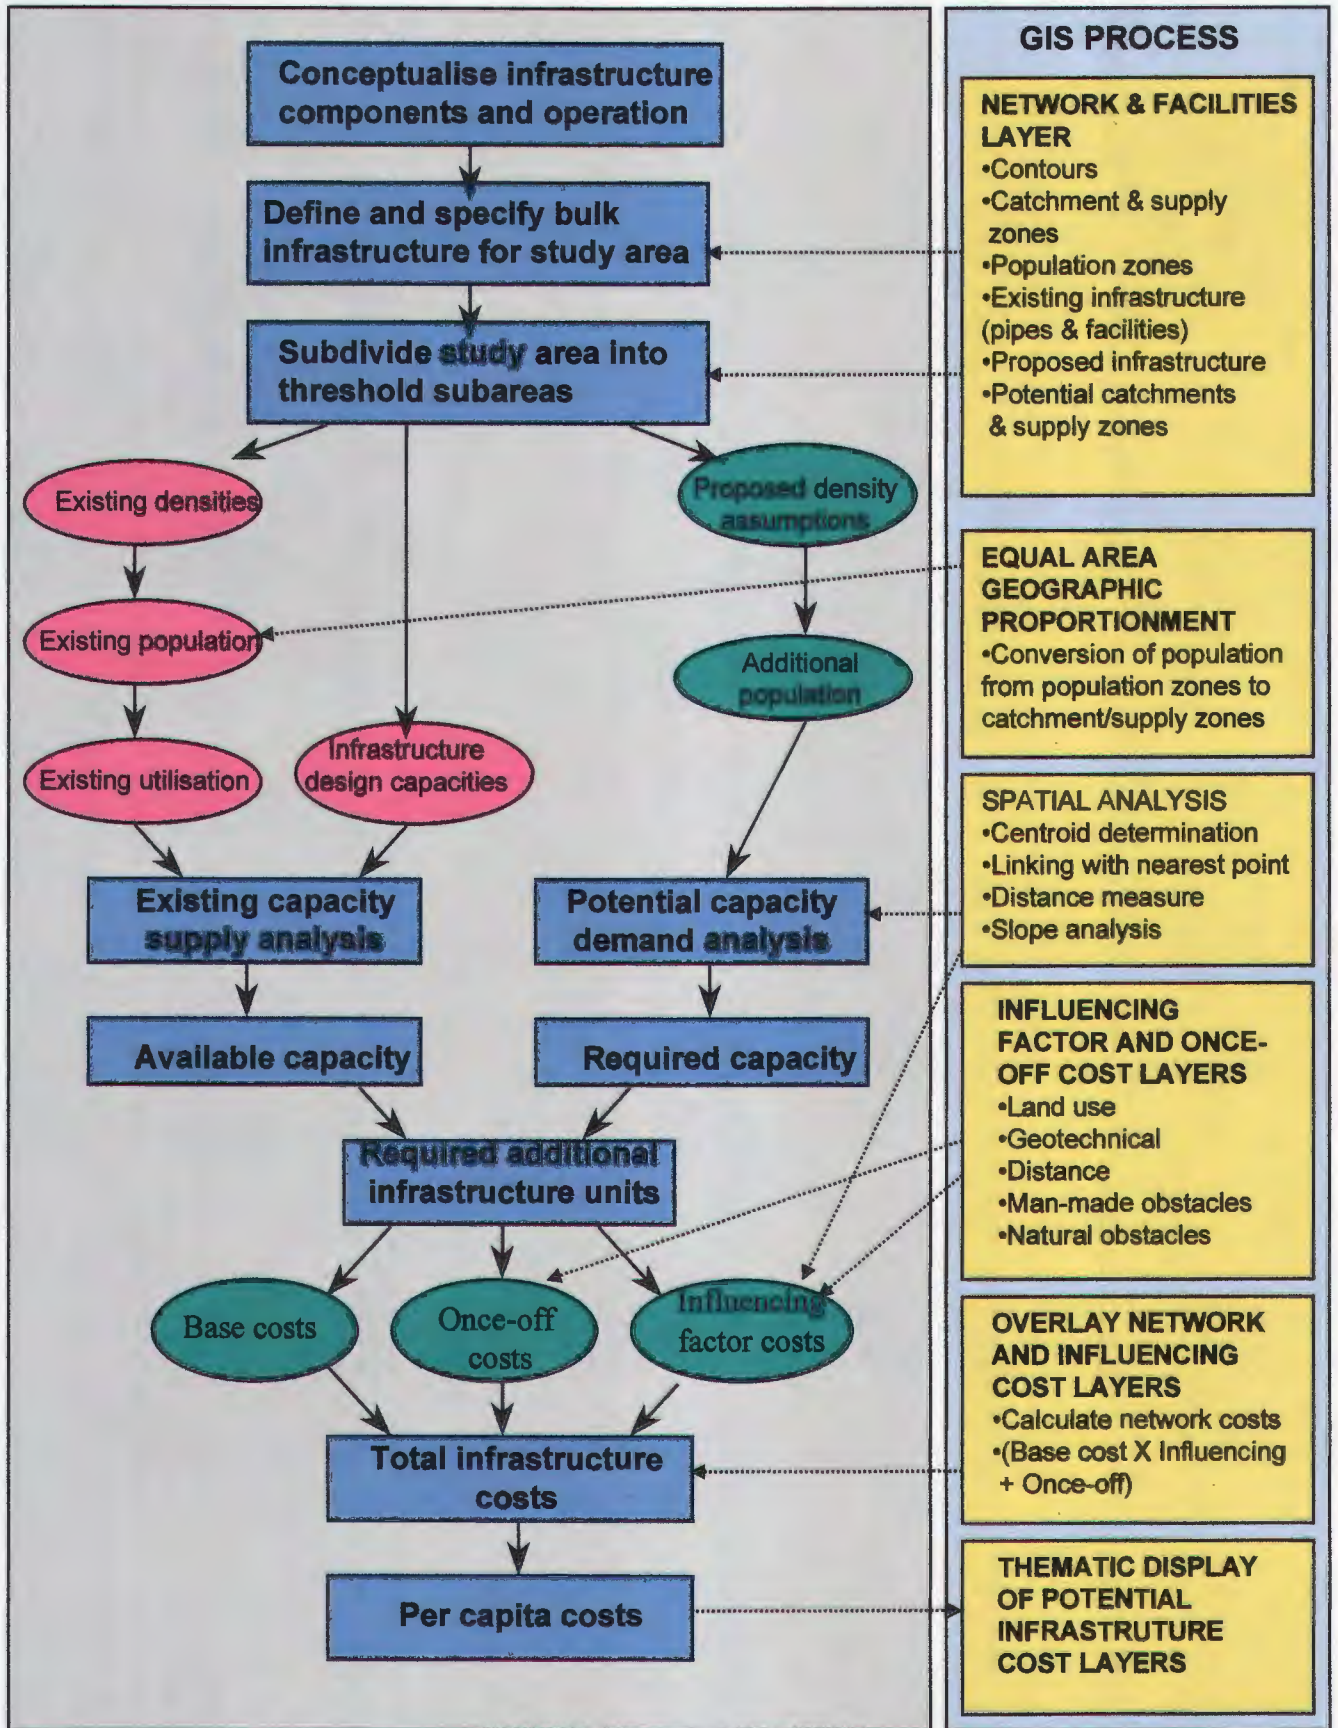 Conceptualise infrastructure
components and operation
Define and specify bulk
infrastructure for study area
Subdivide study area into
threshold subareas
Existing densities
Proposed density
assumptions
Existing population
Additional
population
Existing utilisation
Infrastructure
design capacities
Existing capacity
supply analysis
Potential capacity
demand analysis
Available capacity
Required capacity
Required additional
infrastructure units
Base costs
Once-off
costs
Influencing
factor costs
Total infrastructure
costs
Per capita costs
GIS PROCESS
NETWORK & FACILITIES
LAYER
•Contours
•Catchment & supply
zones
•Population zones
•Existing infrastructure
(pipes & facilities)
•Proposed infrastructure
•Potential catchments
& supply zones
EQUAL AREA
GEOGRAPHIC
PROPORTIONMENT
•Conversion of population
from population zones to
catchment/supply zones
SPATIAL ANALYSIS
•Centroid determination
•Linking with nearest point
•Distance measure
•Slope analysis
INFLUENCING
FACTOR AND ONCE-
OFF COST LAYERS
•Land use
•Geotechnical
•Distance
•Man-made obstacles
•Natural obstacles
OVERLAY NETWORK
AND INFLUENCING
COST LAYERS
•Calculate network costs
•(Base cost X Influencing
+ Once-off)
THEMATIC DISPLAY
OF POTENTIAL
INFRASTRUTURE
COST LAYERS